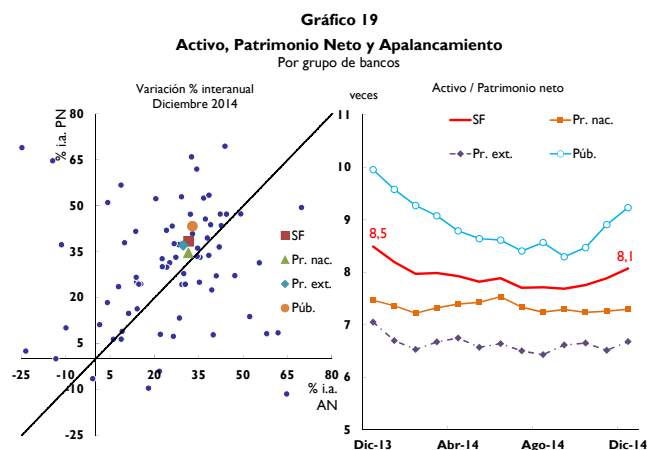 Gráfico 19
Activo, Patrimonio Neto y Apalancamiento
Por grupo de bancos
Variación % interanual
Diciembre 2014
% i.a. PN
80
65
50
35
20
5
-10
-25
-25
-13
5
20
35
50
65
80
% i.a.
AN
SF
Pr. nac.
Pr. ext.
Púb.
veces
Activo / Patrimonio neto
11
10
9
8
7
6
5
SF
Pr. nac.
Pr. ext.
Púb.
8,5
8,1
Dic-13
Abr-14
Ago-14
Dic-14